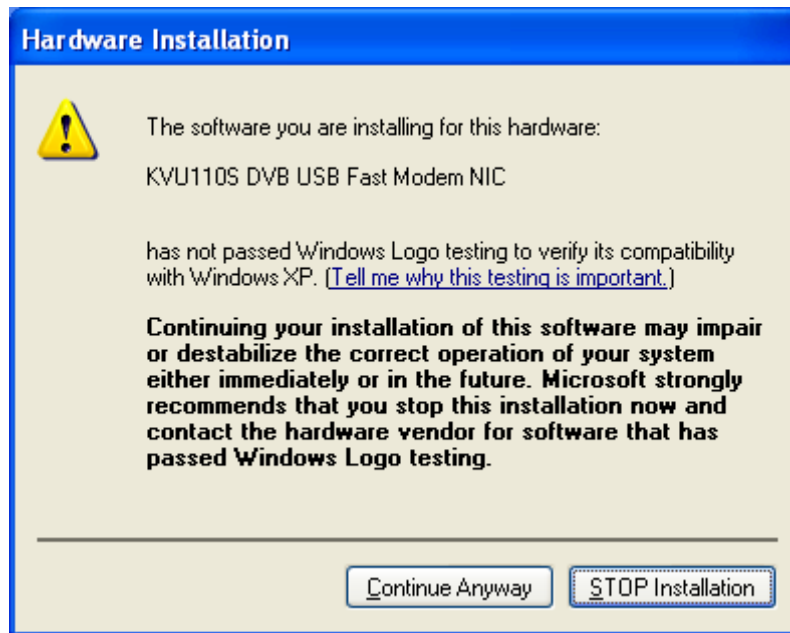 Hardware Installation
The software you are installing for this hardware:
KVU110S DVB USB Fast Modem NIC
has not passed Windows Logo testing to verify its compatibility
with Windows XP. (Tell me why this testing is important.)
Continuing your installation of this software may impair
or destabilize the correct operation of your system
either immediately or in the future. Microsoft strongly
recommends that you stop this installation now and
contact the hardware vendor for software that has
passed Windows Logo testing.
Continue Anyway STOP Installation